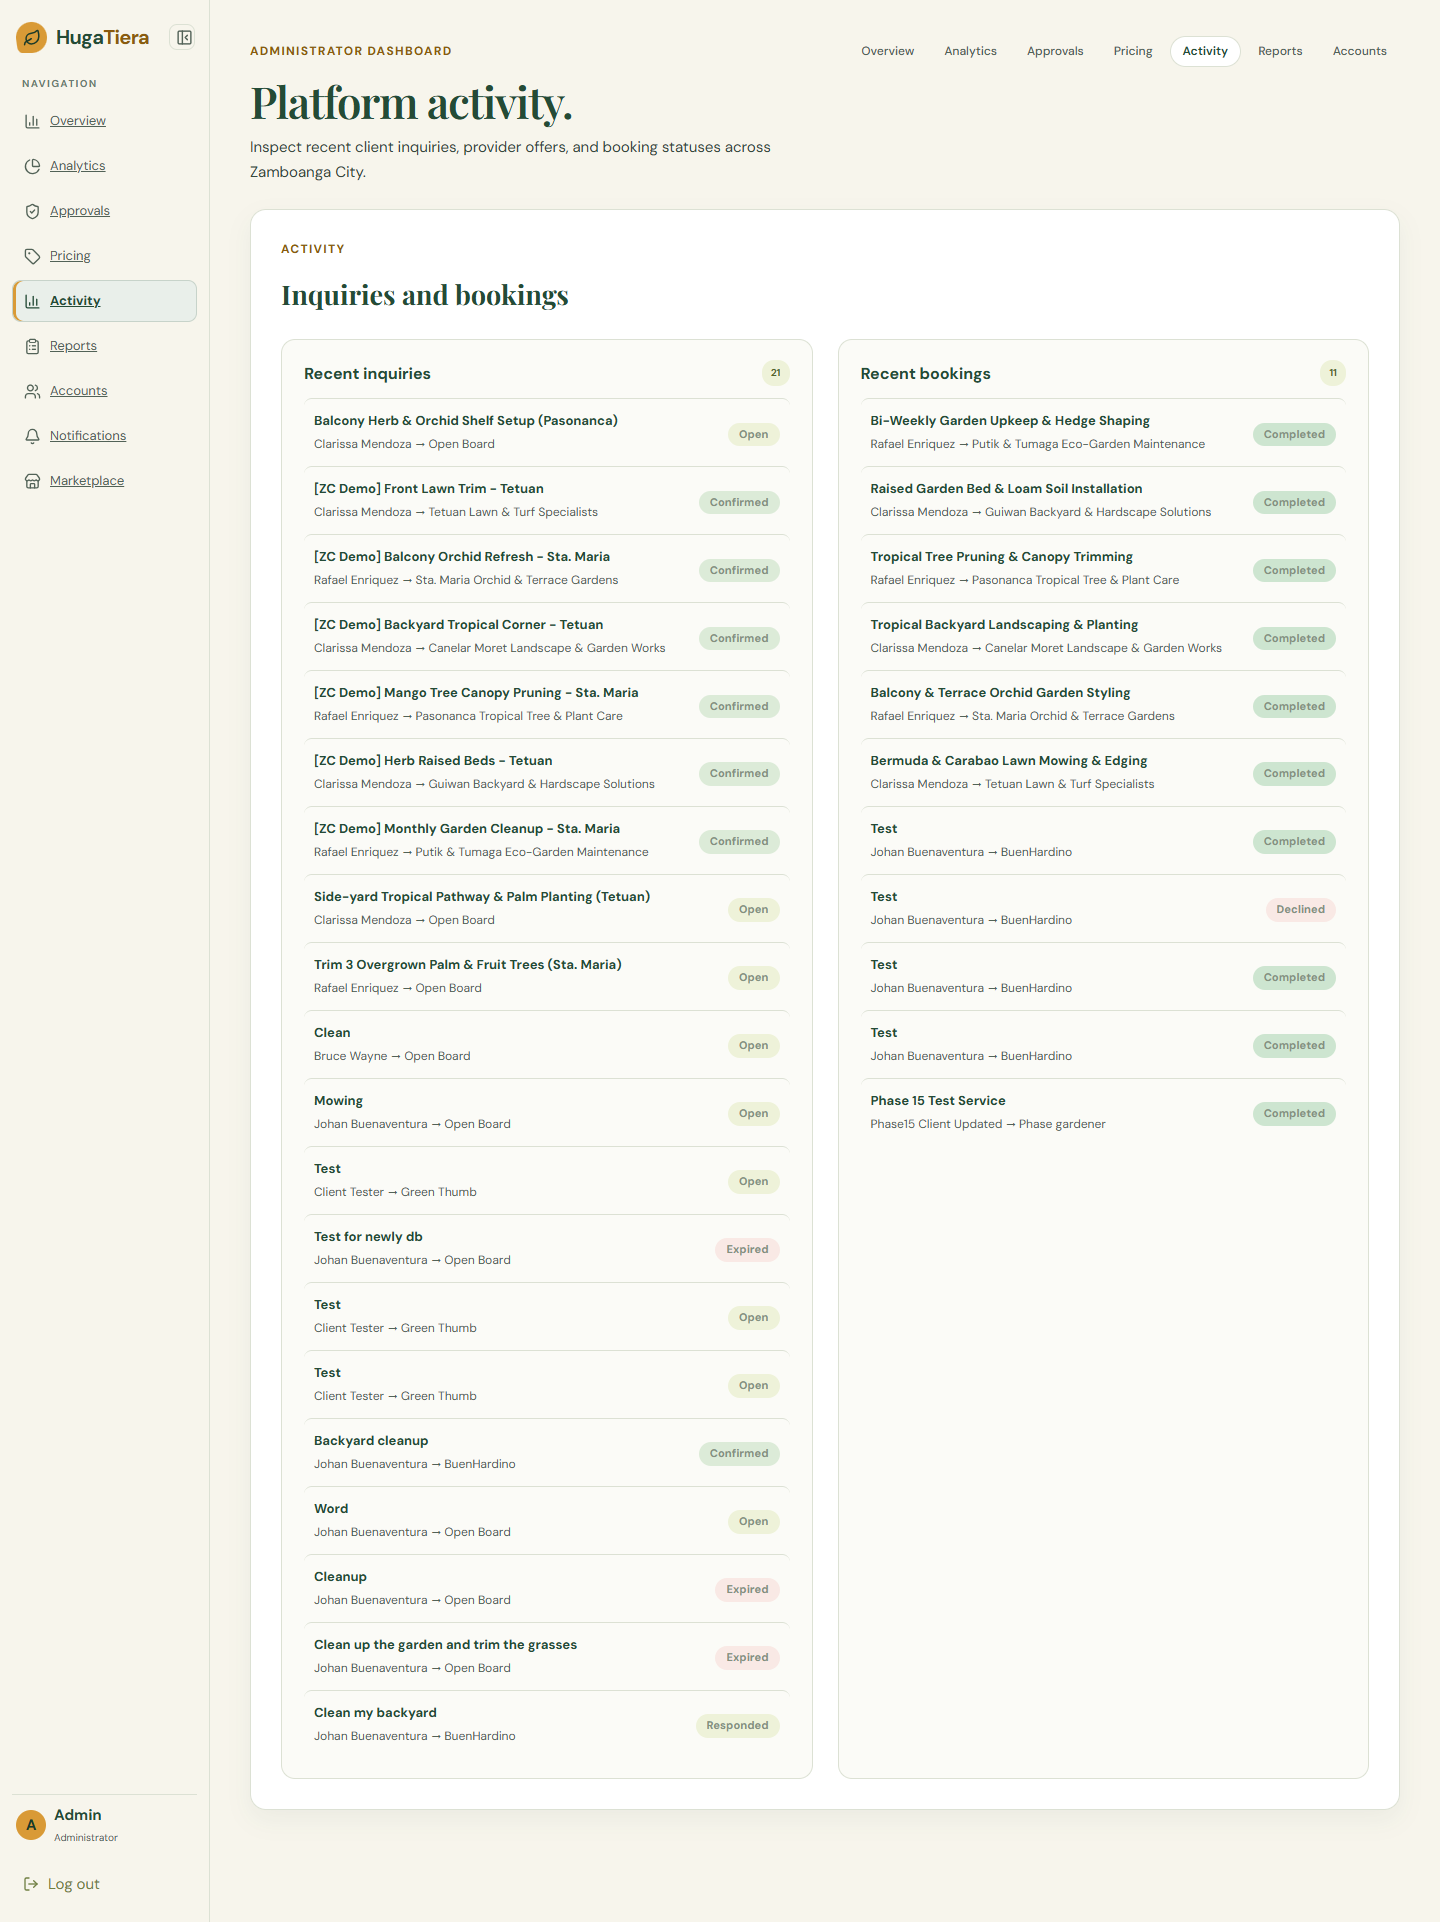 HugaTiera
NAVIGATION
Overview
Analytics
Approvals
Pricing
Activity
Reports
Accounts
Notifications
Marketplace
A
Admin
Administrator
Log out
ADMINISTRATOR DASHBOARD
Overview
Analytics
Approvals
Pricing
Activity
Reports
Accounts
Platform activity.
Inspect recent client inquiries, provider offers, and booking statuses across
Zamboanga City.
ACTIVITY
Inquiries and bookings
Recent inquiries
21
Balcony Herb & Orchid Shelf Setup (Pasonanca)
Clarissa Mendoza → Open Board
Open
[ZC Demo] Front Lawn Trim - Tetuan
Clarissa Mendoza → Tetuan Lawn & Turf Specialists
Confirmed
[ZC Demo] Balcony Orchid Refresh - Sta. Maria
Rafael Enriquez → Sta. Maria Orchid & Terrace Gardens
Confirmed
[ZC Demo] Backyard Tropical Corner - Tetuan
Clarissa Mendoza → Canelar Moret Landscape & Garden Works
Confirmed
[ZC Demo] Mango Tree Canopy Pruning - Sta. Maria
Rafael Enriquez → Pasonanca Tropical Tree & Plant Care
Confirmed
[ZC Demo] Herb Raised Beds - Tetuan
Clarissa Mendoza → Guiwan Backyard & Hardscape Solutions
Confirmed
[ZC Demo] Monthly Garden Cleanup - Sta. Maria
Rafael Enriquez → Putik & Tumaga Eco-Garden Maintenance
Confirmed
Side-yard Tropical Pathway & Palm Planting (Tetuan)
Clarissa Mendoza → Open Board
Open
Trim 3 Overgrown Palm & Fruit Trees (Sta. Maria)
Rafael Enriquez → Open Board
Open
Clean
Bruce Wayne → Open Board
Open
Mowing
Johan Buenaventura → Open Board
Open
Test
Client Tester → Green Thumb
Open
Test for newly db
Johan Buenaventura → Open Board
Expired
Test
Client Tester → Green Thumb
Open
Test
Client Tester → Green Thumb
Open
Backyard cleanup
Johan Buenaventura → BuenHardino
Confirmed
Word
Johan Buenaventura → Open Board
Open
Cleanup
Johan Buenaventura → Open Board
Expired
Clean up the garden and trim the grasses
Johan Buenaventura → Open Board
Expired
Clean my backyard
Johan Buenaventura → BuenHardino
Responded
Recent bookings
11
Bi-Weekly Garden Upkeep & Hedge Shaping
Rafael Enriquez → Putik & Tumaga Eco-Garden Maintenance
Completed
Raised Garden Bed & Loam Soil Installation
Clarissa Mendoza → Guiwan Backyard & Hardscape Solutions
Completed
Tropical Tree Pruning & Canopy Trimming
Rafael Enriquez → Pasonanca Tropical Tree & Plant Care
Completed
Tropical Backyard Landscaping & Planting
Clarissa Mendoza → Canelar Moret Landscape & Garden Works
Completed
Balcony & Terrace Orchid Garden Styling
Rafael Enriquez → Sta. Maria Orchid & Terrace Gardens
Completed
Bermuda & Carabao Lawn Mowing & Edging
Clarissa Mendoza → Tetuan Lawn & Turf Specialists
Completed
Test
Johan Buenaventura → BuenHardino
Completed
Test
Johan Buenaventura → BuenHardino
Declined
Test
Johan Buenaventura → BuenHardino
Completed
Test
Johan Buenaventura → BuenHardino
Completed
Phase 15 Test Service
Phase15 Client Updated → Phase gardener
Completed